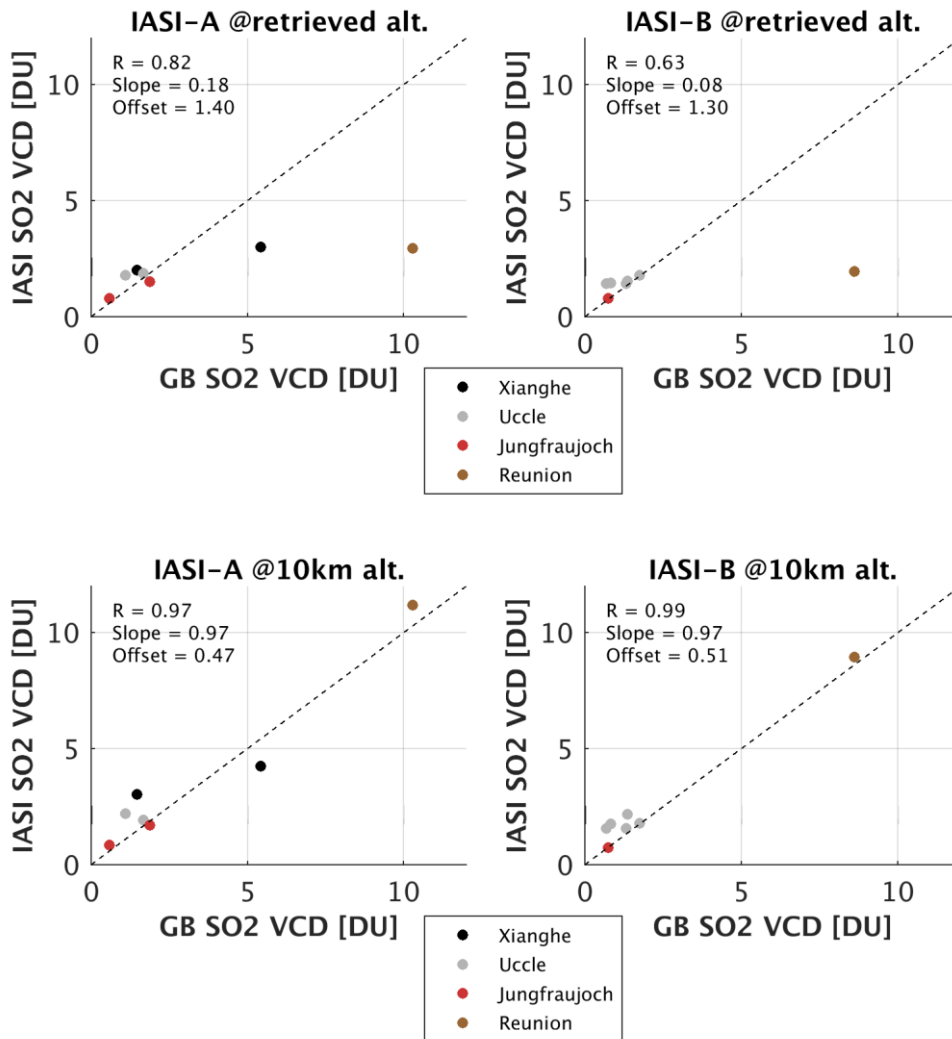 IASI-A @retrieved alt.
R = 0.82
Slope = 0.18
Offset = 1.40
IASI SO2 VCD [DU]
10
5
0
0 5 10
GB SO2 VCD [DU]
IASI-B @retrieved alt.
R = 0.63
Slope = 0.08
Offset = 1.30
IASI SO2 VCD [DU]
10
5
0
0 5 10
GB SO2 VCD [DU]
Xianghe
Uccle
Jungfraujoch
Reunion
IASI-A @10km alt.
R = 0.97
Slope = 0.97
Offset = 0.47
IASI SO2 VCD [DU]
10
5
0
0 5 10
GB SO2 VCD [DU]
IASI-B @10km alt.
R = 0.99
Slope = 0.97
Offset = 0.51
IASI SO2 VCD [DU]
10
5
0
0 5 10
GB SO2 VCD [DU]
Xianghe
Uccle
Jungfraujoch
Reunion